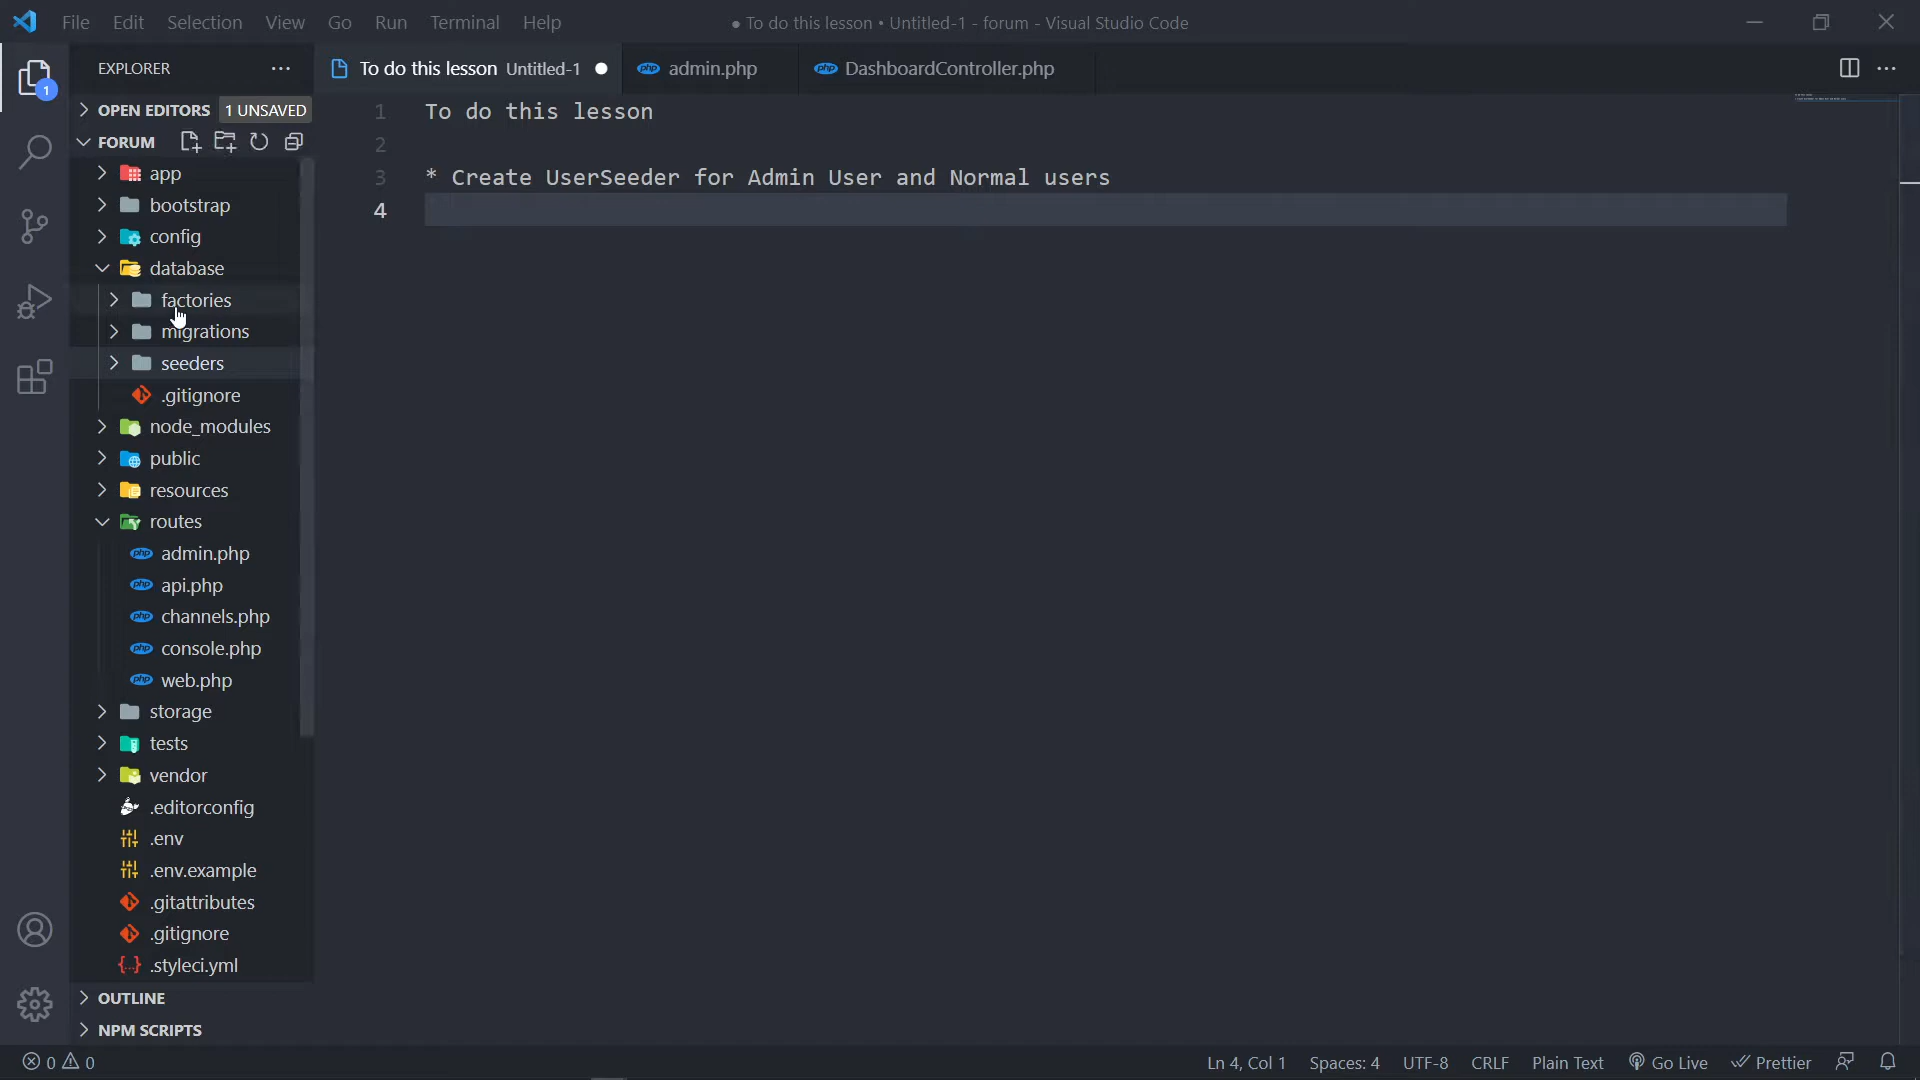 File Edit Selection View Go Run Terminal Help
● To do this lesson • Untitled-1 - forum - Visual Studio Code
EXPLORER
To do this lesson Untitled-1
admin.php
DashboardController.php
1
OPEN EDITORS 1 UNSAVED
FORUM
app
bootstrap
config
database
factories
migrations
seeders
.gitignore
node_modules
public
resources
routes
admin.php
api.php
channels.php
console.php
web.php
storage
tests
vendor
.editorconfig
.env
.env.example
.gitattributes
.gitignore
.styleci.yml
OUTLINE
NPM SCRIPTS
1 To do this lesson
2
3 * Create UserSeeder for Admin User and Normal users
4
0 0
Ln 4, Col 1 Spaces: 4 UTF-8 CRLF Plain Text Go Live Prettier